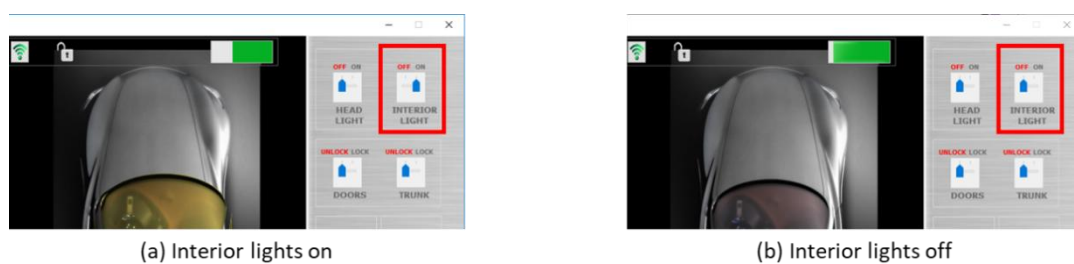 OFF ON
OFF ON
HEAD
LIGHT
INTERIOR
LIGHT
UNLOCK LOCK
UNLOCK LOCK
DOORS
TRUNK
(a) Interior lights on
OFF ON
OFF ON
HEAD
LIGHT
INTERIOR
LIGHT
UNLOCK LOCK
UNLOCK LOCK
DOORS
TRUNK
(b) Interior lights off